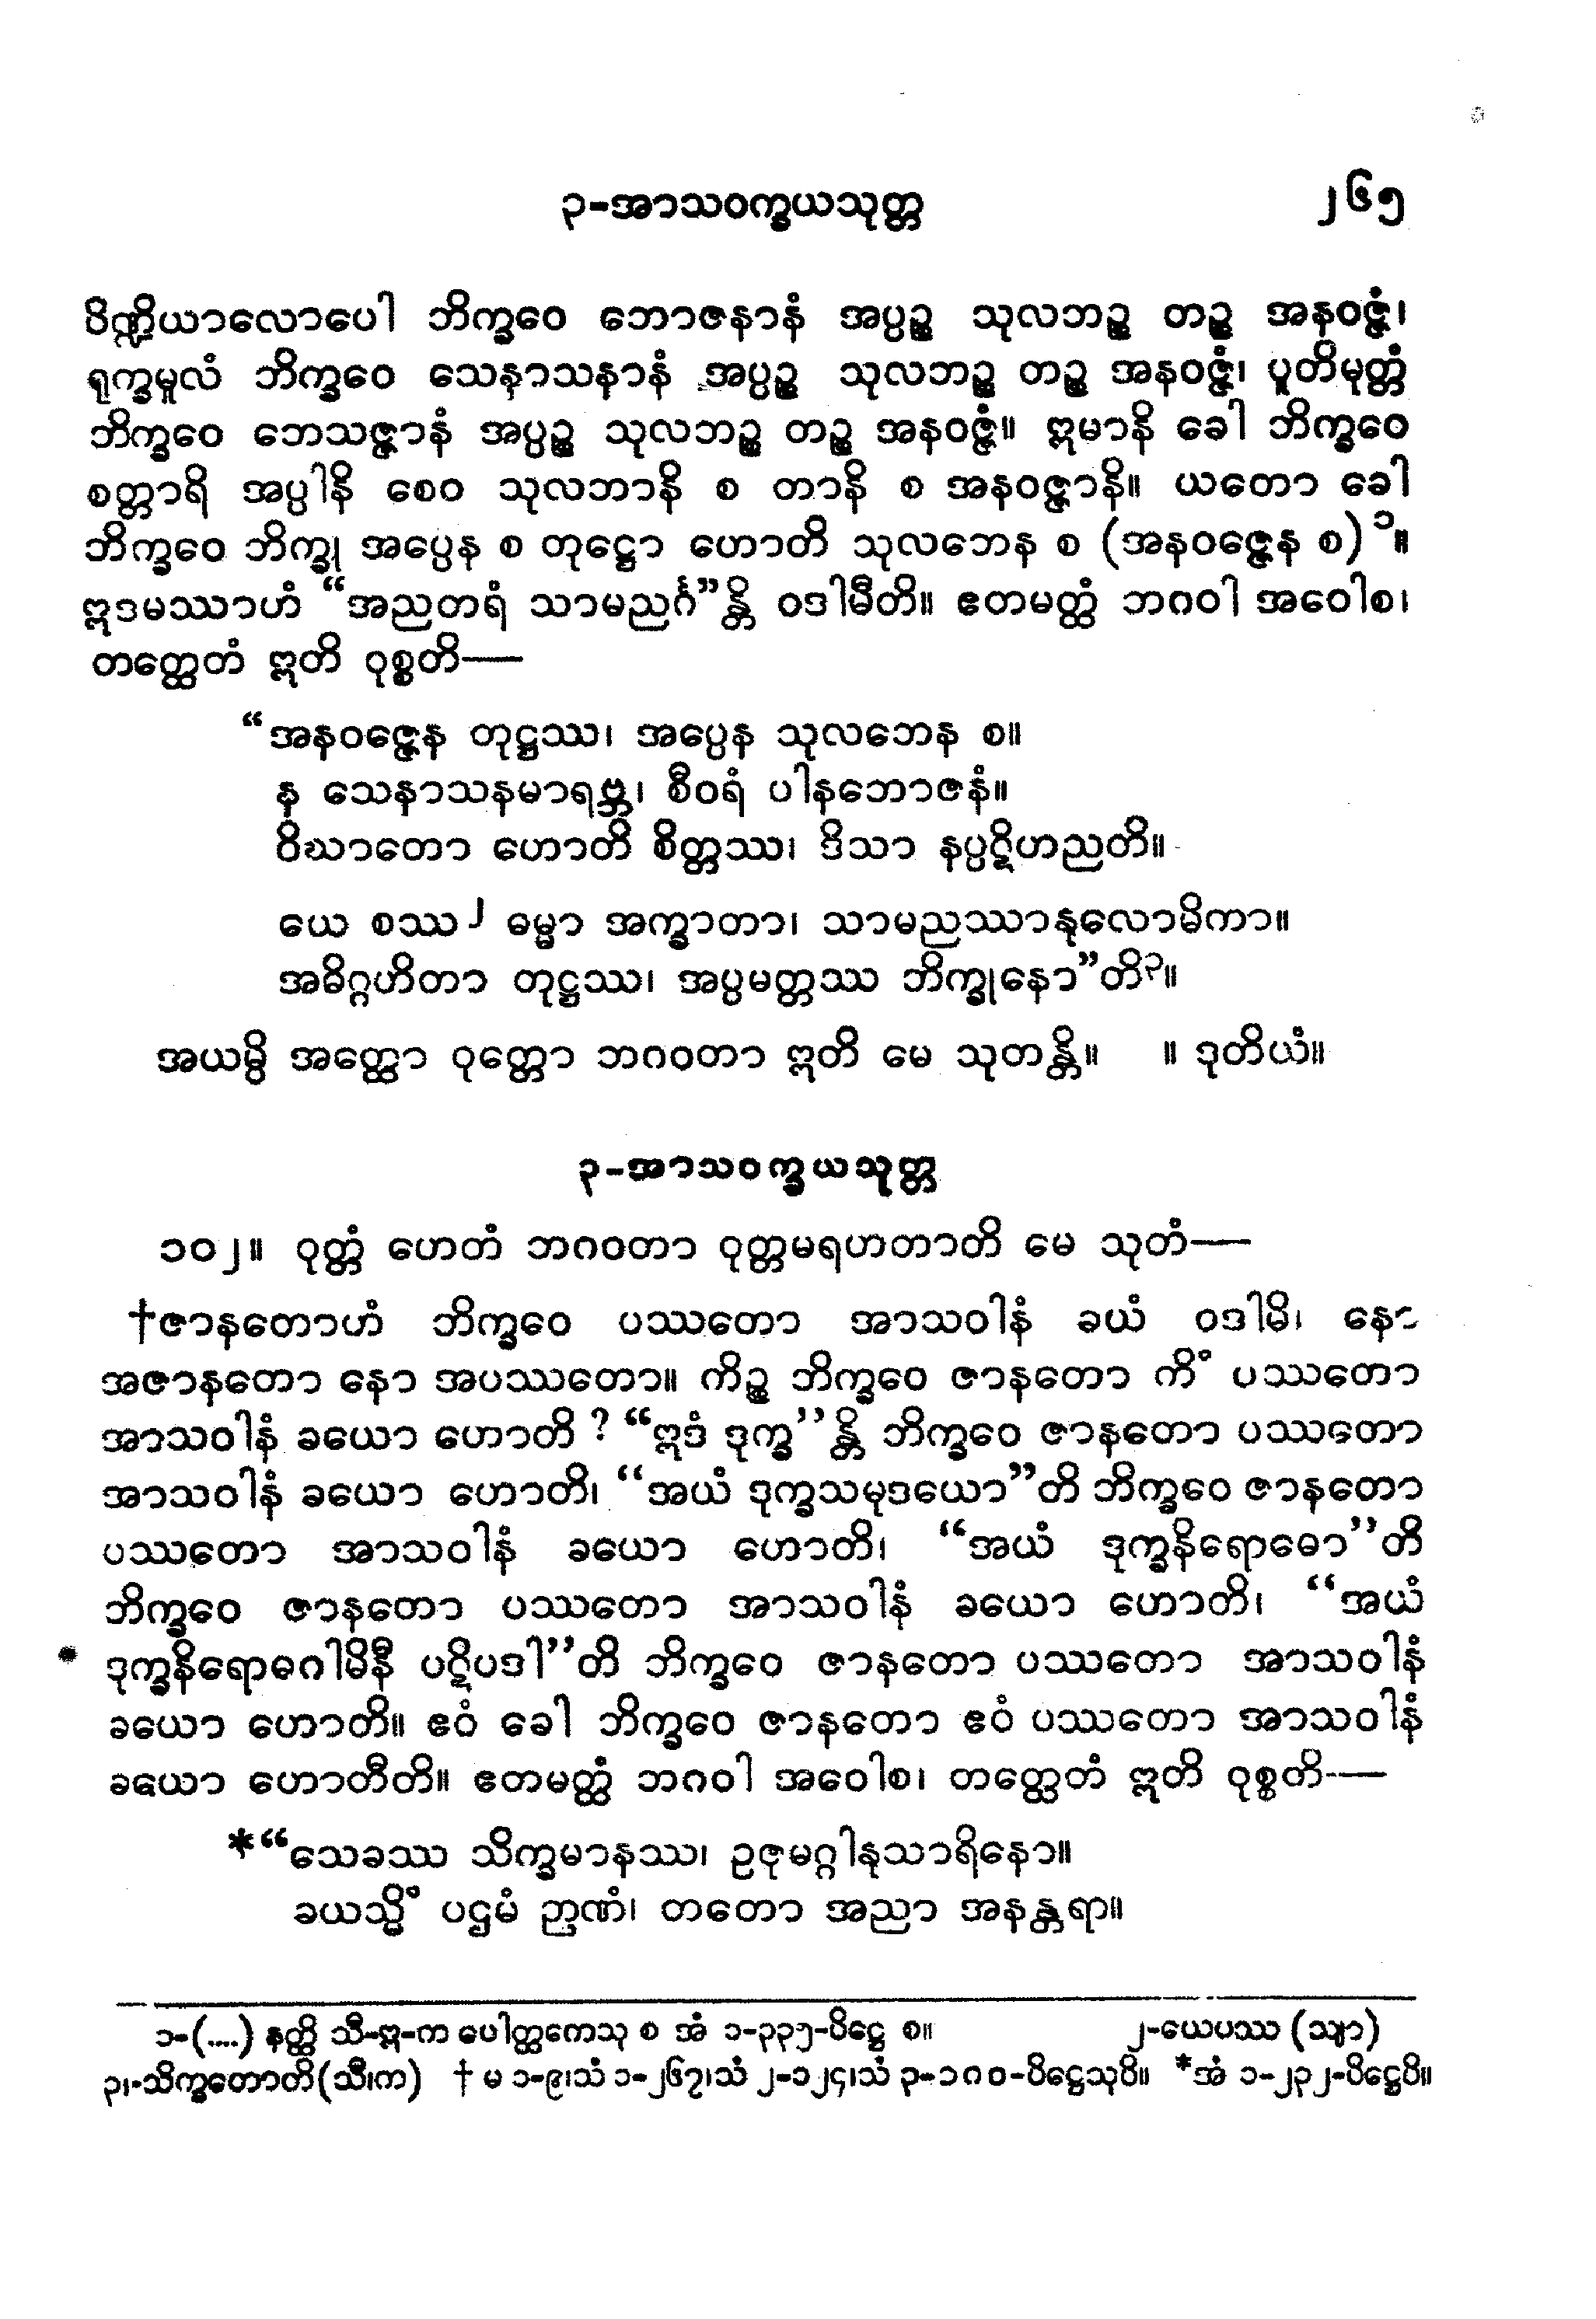 ၃-အာသဝက္ခယသုတ္တ ၂၆၅
ပိဏ္ဍိယာလောပေါ ဘိက္ခဝေ ဘောဇနာနံ အပ္ပဉ္စ သုလဘဉ္စ တဉ္စ အနဝဇ္ဇံ၊
ရုက္ခမူလံ ဘိက္ခဝေ သေနာသနာနံ အပ္ပဉ္စ သုလဘဉ္စ တဉ္စ အနဝဇ္ဇံ၊ ပူတိမုတ္တံ
ဘိက္ခဝေ ဘေသဇ္ဇာနံ အပ္ပဉ္စ သုလဘဉ္စ တဉ္စ အနဝဇ္ဇံ။ ဣမာနိ ခေါ ဘိက္ခဝေ
စတ္တာရိ အပ္ပါနိ စေဝ သုလဘာနိ စ တာနိ စ အနဝဇ္ဇာနိ။ ယတော ခေါ
ဘိက္ခဝေ ဘိက္ခု အပ္ပေန စ တုဋ္ဌော ဟောတိ သုလဘေန စ (အနဝဇ္ဇေန စ) ၁။
ဣဒမဿာဟံ “အညတရံ သာမညင်္ဂ”န္တိ ဝဒါမီတိ။ ဧတမတ္ထံ ဘဂဝါ အဝေါစ၊
တတ္ထေတံ ဣတိ ဝုစ္စတိ—
“အနဝဇ္ဇေန တုဋ္ဌဿ၊ အပ္ပေန သုလဘေန စ။
န သေနာသနမာရဗ္ဘ၊ စီဝရံ ပါနဘောဇနံ။
ဝိဃာတော ဟောတိ စိတ္တဿ၊ ဒိသာ နပ္ပဋိဟညတိ။
ယေ စဿ၂ ဓမ္မာ အက္ခာတာ၊ သာမညဿာနုလောမိကာ။
အဓိဂ္ဂဟိတာ တုဋ္ဌဿ၊ အပ္ပမတ္တဿ ဘိက္ခုနော”တိ၃။
အယမ္ပိ အတ္ထော ဝုတ္တော ဘဂဝတာ ဣတိ မေ သုတန္တိ။ ။ ဒုတိယံ။
၃-အာသဝက္ခယသုတ္တ
၁၀၂။ ဝုတ္တံ ဟေတံ ဘဂဝတာ ဝုတ္တမရဟတာတိ မေ သုတံ—
†ဇာနတောဟံ ဘိက္ခဝေ ပဿတော အာသဝါနံ ခယံ ဝဒါမိ၊ နော
အဇာနတော နော အပဿတော။ ကိဉ္စ ဘိက္ခဝေ ဇာနတော ကိံ ပဿတော
အာသဝါနံ ခယော ဟောတိ ? “ဣဒံ ဒုက္ခ’’န္တိ ဘိက္ခဝေ ဇာနတော ပဿတော
အာသဝါနံ ခယော ဟောတိ၊ “အယံ ဒုက္ခသမုဒယော”တိ ဘိက္ခဝေ ဇာနတော
ပဿတော အာသဝါနံ ခယော ဟောတိ၊ “အယံ ဒုက္ခနိရောဓော’’တိ
ဘိက္ခဝေ ဇာနတော ပဿတော အာသဝါနံ ခယော ဟောတိ၊ “အယံ
ဒုက္ခနိရောဓဂါမိနီ ပဋိပဒါ”တိ ဘိက္ခဝေ ဇာနတော ပဿတော အာသဝါနံ
ခယော ဟောတိ။ ဧဝံ ခေါ ဘိက္ခဝေ ဇာနတော ဧဝံ ပဿတော အာသဝါနံ
ခယော ဟောတီတိ။ ဧတမတ္ထံ ဘဂဝါ အဝေါစ၊ တတ္ထေတံ ဣတိ ဝုစ္စတိ—
*“သေခဿ သိက္ခမာနဿ၊ ဥဇုမဂ္ဂါနုသာရိနော။
ခယသ္မိံ ပဌမံ ဉာဏံ၊ တတော အညာ အနန္တရာ။
၁-(....) နတ္ထိ သီ-ဣ-က ပေါတ္ထကေသု စ အံ ၁-၃၃၅-ပိဋ္ဌေ စ။ ၂-ယေပဿ (သျာ)
၃၊-သိက္ခတောတိ(သီ၊က) † မ ၁-၉၊သံ ၁-၂၆၇၊သံ ၂-၁၂၄၊သံ ၃-၁၈၀-ပိဋ္ဌေသုပိ။ *အံ ၁-၂၃၂-ပိဋ္ဌေပိ။